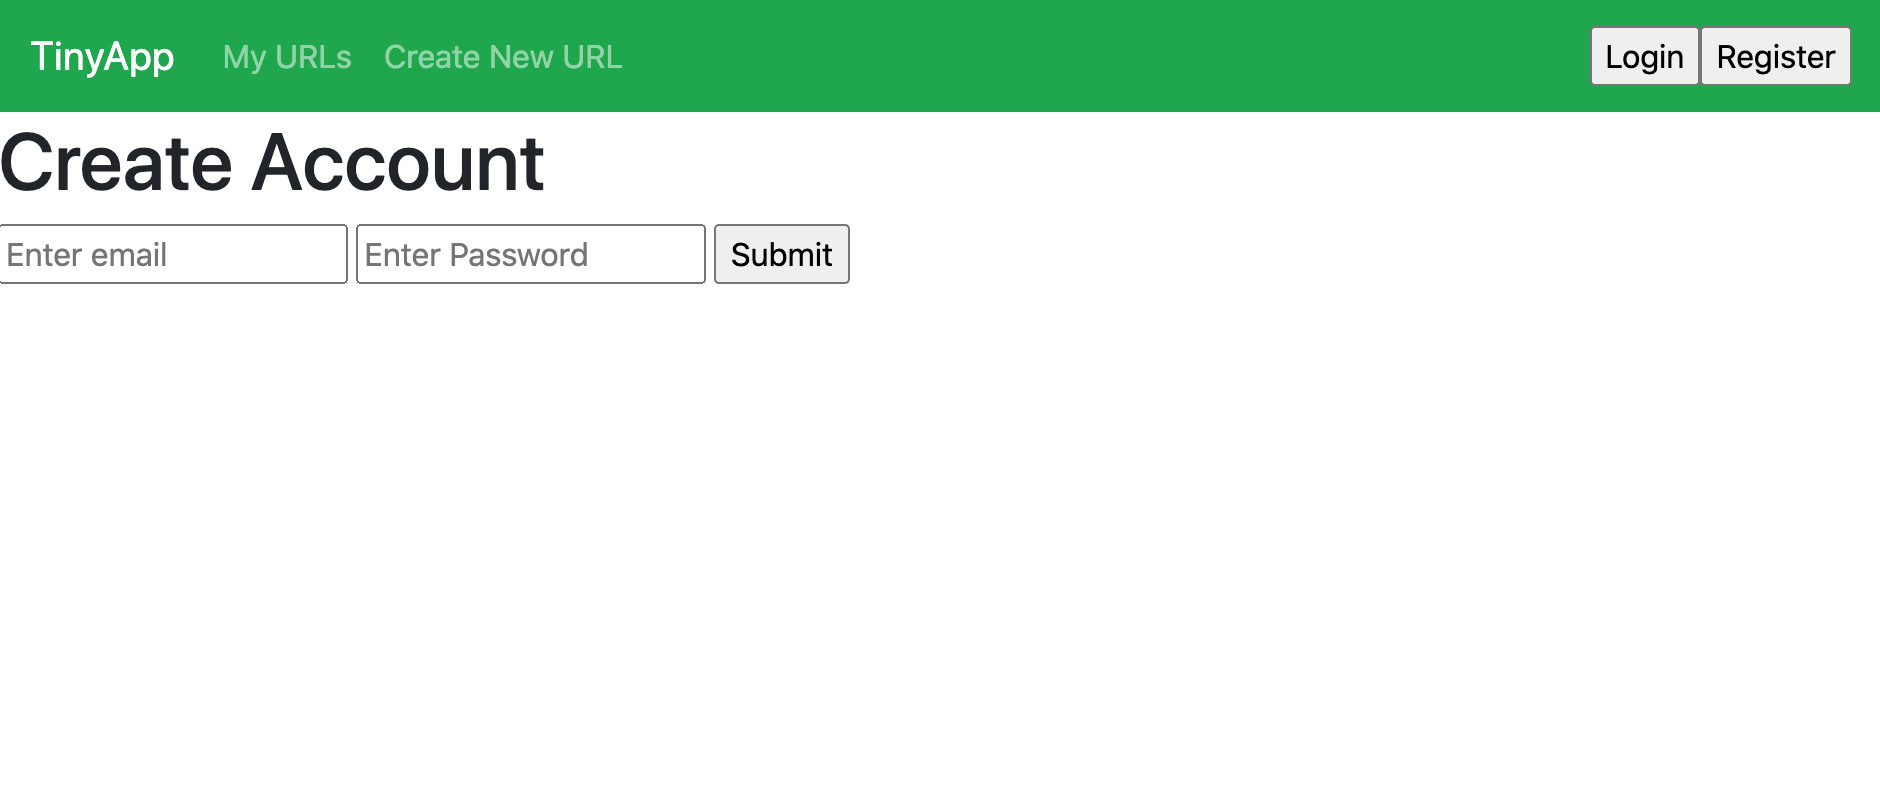 TinyApp My URLs Create New URL Login Register
Create Account
Enter email Enter Password Submit